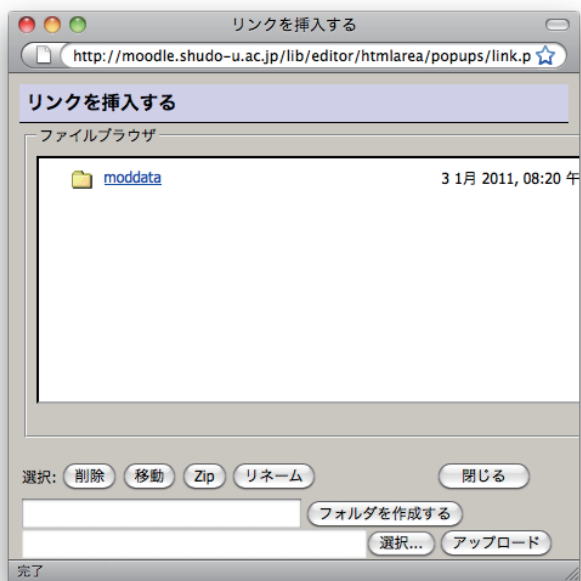 リンクを挿入する
http://moodle.shudo-u.ac.jp/lib/editor/htmlarea/popups/link.p
リンクを挿入する
ファイルブラウザ
moddata 3 1月 2011, 08:20 午
選択: 削除 移動 Zip リネーム 閉じる
フォルダを作成する
選択... アップロード
完了